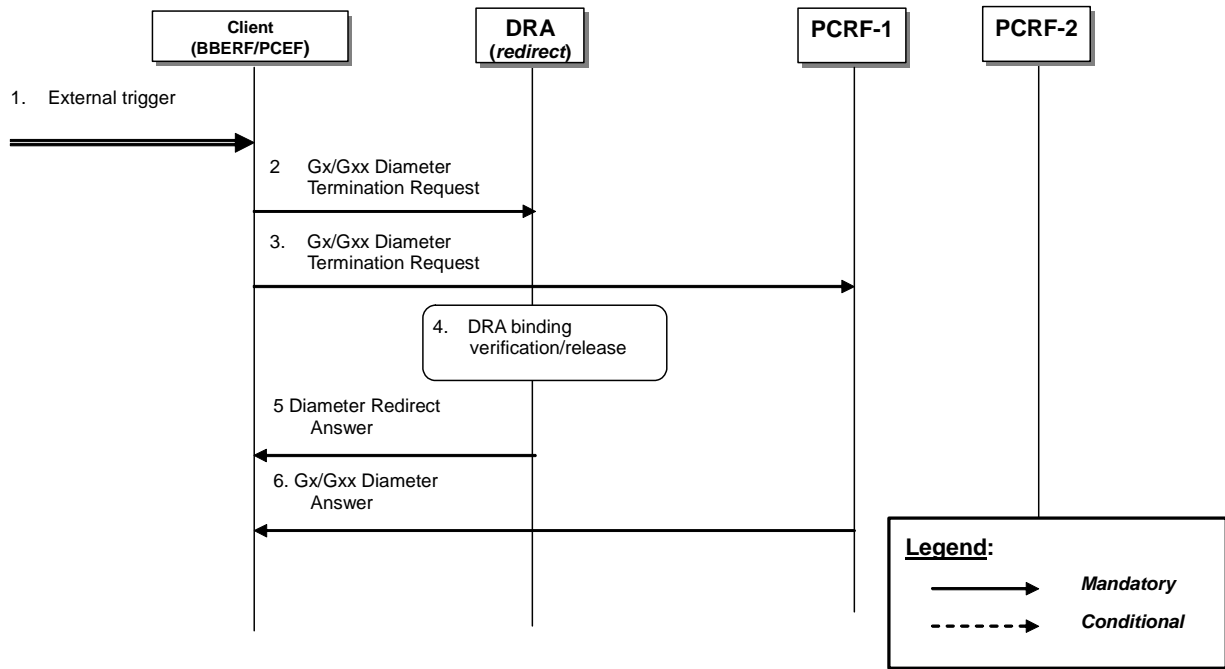 Client
(BBERF/PCEF)
DRA
(redirect)
PCRF-1
PCRF-2
1. External trigger
2 Gx/Gxx Diameter
Termination Request
3. Gx/Gxx Diameter
Termination Request
4. DRA binding
verification/release
5 Diameter Redirect
Answer
6. Gx/Gxx Diameter
Answer
Legend:
Mandatory
Conditional